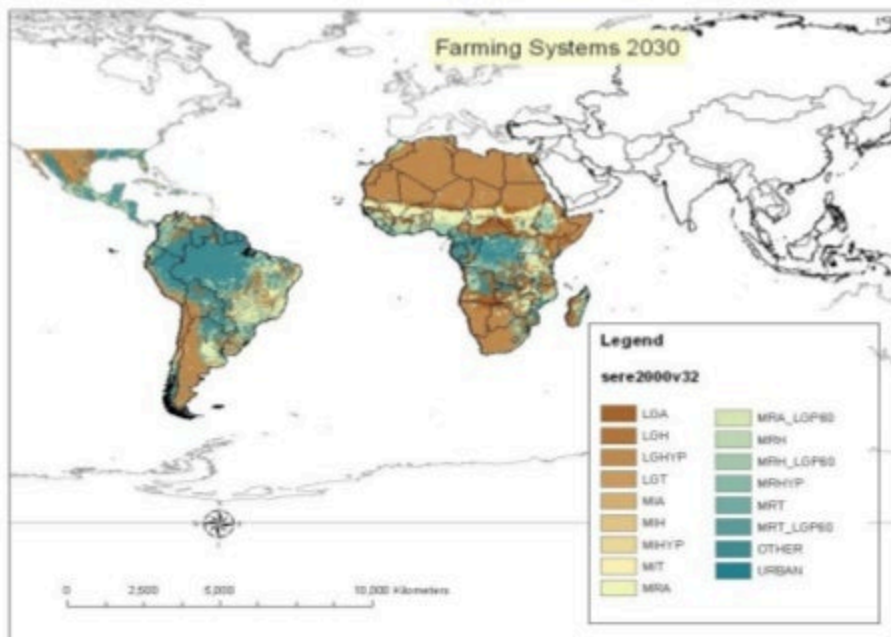 Farming Systems 2030
Legend
sere2000v32
LGA
LGH
LGHYP
LGT
MIA
MIH
MIHYP
MIT
MRA
MRA_LGP60
MRH
MRH_LGP60
MRHYP
MRT
MRT_LGP60
OTHER
URBAN
0 2,500 5,000 10,000 Kilometers